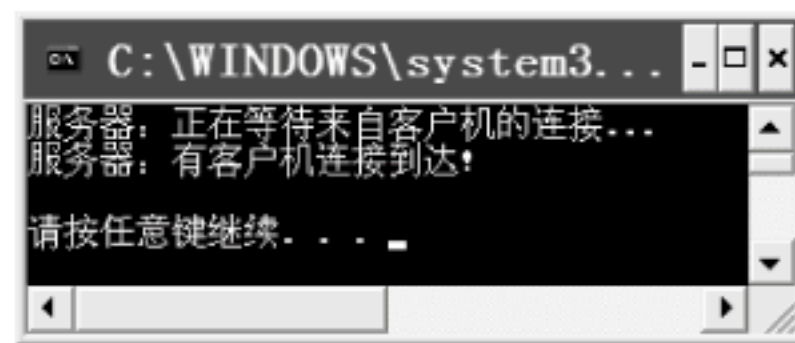 C:\WINDOWS\system3...
服务器：正在等待来自客户机的连接...
服务器：有客户机连接到达！
请按任意键继续. . .